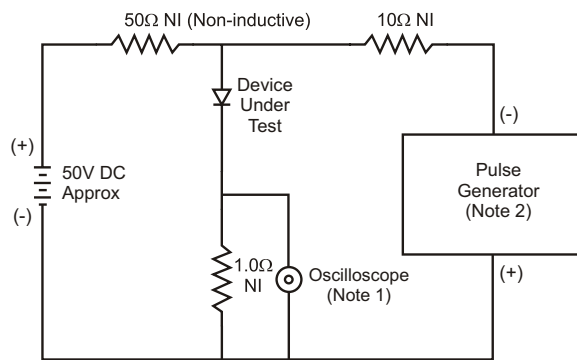 50Ω NI (Non-inductive)
10Ω NI
Device
Under
Test
(-)
(+)
50V DC
Approx
(-)
Pulse
Generator
(Note 2)
1.0Ω
NI
Oscilloscope
(Note 1)
(+)